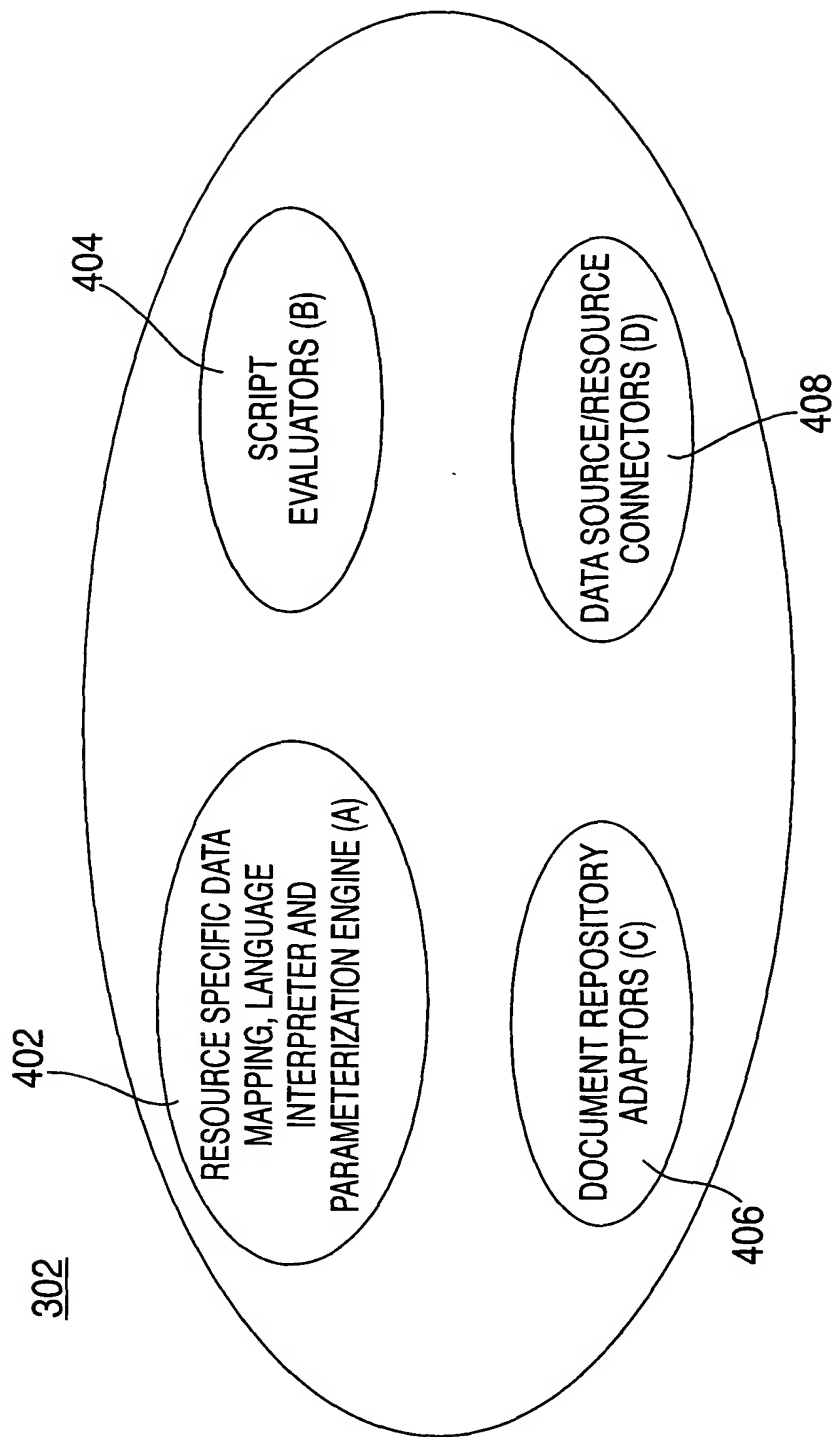 302
402
RESOURCE SPECIFIC DATA
MAPPING, LANGUAGE
INTERPRETER AND
PARAMETERIZATION ENGINE (A)
404
SCRIPT
EVALUATORS (B)
DOCUMENT REPOSITORY
ADAPTORS (C)
406
DATA SOURCE/RESOURCE
CONNECTORS (D)
408